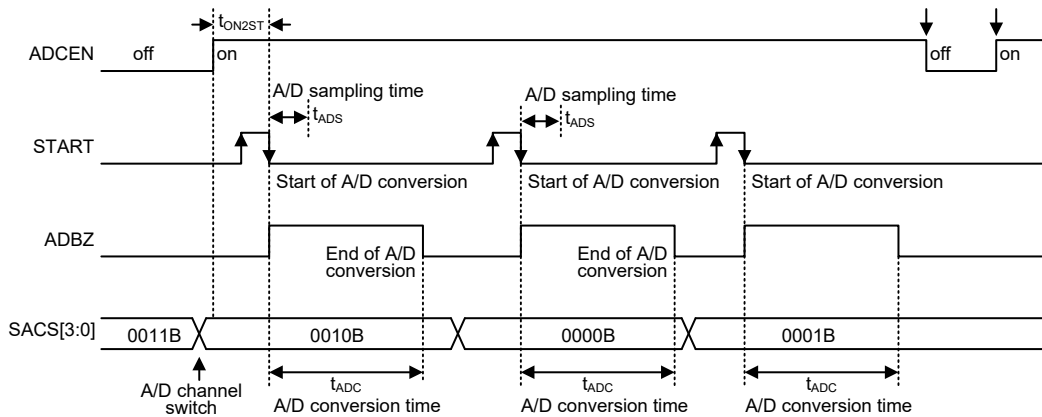 tON2ST
ADCEN
off
on
off
on
A/D sampling time
tADS
A/D sampling time
tADS
START
Start of A/D conversion
Start of A/D conversion
Start of A/D conversion
ADBZ
End of A/D
conversion
End of A/D
conversion
SACS[3:0]
0011B
0010B
0000B
0001B
A/D channel
switch
tADC
A/D conversion time
tADC
A/D conversion time
tADC
A/D conversion time